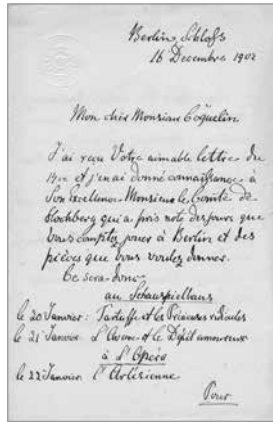 Berlin, Schloss
16 Decembre 1902
Mon cher Monsieur Coquelin
J'ai reçu Votre aimable lettre du
14 et j'en ai donné connaissance à
Son Excellence Monsieur le Comte de
Hochberg qui a pris note des jours que
Vous comptez jouer à Berlin et des
pièces que Vous voulez donner.
Ce sera donc
au Schauspielhaus
le 20 Janvier: Tartuffe et les Précieuses ridicules
le 21 Janvier L'Avare et le Dépit amoureux
à L'Opéra
le 22 Janvier l'Arlésienne
Pour